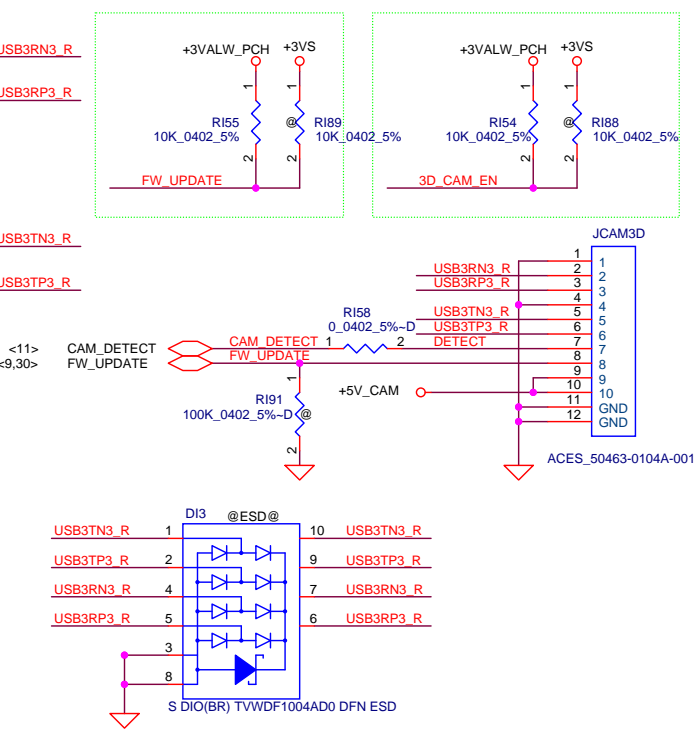 USB3RN3_R
USB3RP3_R
+3VALW_PCH
+3VS
1
1
RI55
10K_0402_5%
@
RI89
10K_0402_5%
2
2
FW_UPDATE
+3VALW_PCH
+3VS
1
1
RI54
10K_0402_5%
@
RI88
10K_0402_5%
2
2
3D_CAM_EN
USB3TN3_R
USB3TP3_R
JCAM3D
1
1
USB3RN3_R
2
2
USB3RP3_R
3
3
4
4
USB3TN3_R
5
5
USB3TP3_R
6
6
DETECT
7
7
8
8
9
9
10
10
11
GND
12
GND
ACES_50463-0104A-001
RI58
0_0402_5%~D
<11>
CAM_DETECT
CAM_DETECT
1
2
<9,30>
FW_UPDATE
FW_UPDATE
1
RI91
100K_0402_5%~D
@
2
+5V_CAM
DI3
@ESD@
USB3TN3_R
1
10
USB3TN3_R
USB3TP3_R
2
9
USB3TP3_R
USB3RN3_R
4
7
USB3RN3_R
USB3RP3_R
5
6
USB3RP3_R
3
8
S DIO(BR) TVWDF1004AD0 DFN ESD